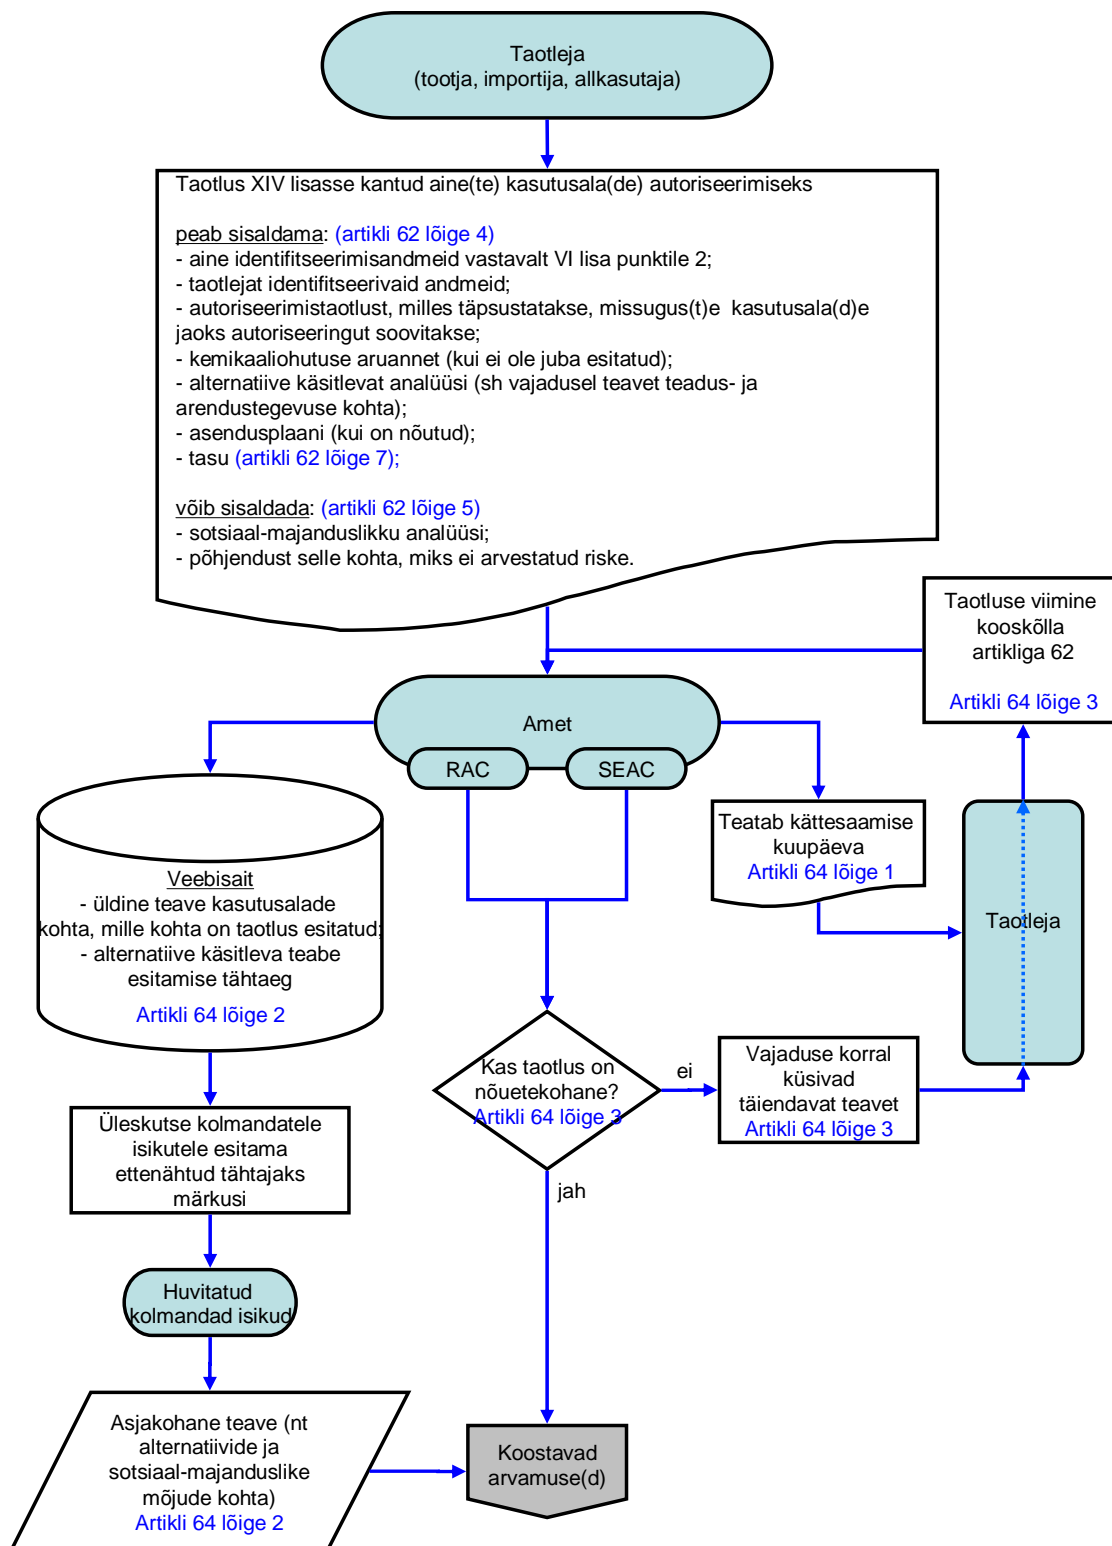 Taotleja
(tootja, importija, allkasutaja)
Taotlus XIV lisasse kantud aine(te) kasutusala(de) autoriseerimiseks
peab sisaldama: (artikli 62 lõige 4)
- aine identifitseerimisandmeid vastavalt VI lisa punktile 2;
- taotlejat identifitseerivaid andmeid;
- autoriseerimistaotlust, milles täpsustatakse, missugus(t)e kasutusala(d)e
jaoks autoriseeringut soovitakse;
- kemikaaliohutuse aruannet (kui ei ole juba esitatud);
- alternatiive käsitlevat analüüsi (sh vajadusel teavet teadus- ja
arendustegevuse kohta);
- asendusplaani (kui on nõutud);
- tasu (artikli 62 lõige 7);
võib sisaldada: (artikli 62 lõige 5)
- sotsiaal-majanduslikku analüüsi;
- põhjendust selle kohta, miks ei arvestatud riske.
Taotluse viimine
kooskõlla
artikliga 62
Artikli 64 lõige 3
Amet
RAC
SEAC
Teatab kättesaamise
kuupäeva
Artikli 64 lõige 1
Taotleja
Veebisait
- üldine teave kasutusalade
kohta, mille kohta on taotlus esitatud;
- alternatiive käsitleva teabe
esitamise tähtaeg
Artikli 64 lõige 2
Kas taotlus on
nõuetekohane?
Artikli 64 lõige 3
ei
Vajaduse korral
küsivad
täiendavat teavet
Artikli 64 lõige 3
jah
Üleskutse kolmandatele
isikutele esitama
ettenähtud tähtajaks
märkusi
Huvitatud
kolmandad isikud
Asjakohane teave (nt
alternatiivide ja
sotsiaal-majanduslike
mõjude kohta)
Artikli 64 lõige 2
Koostavad
arvamuse(d)